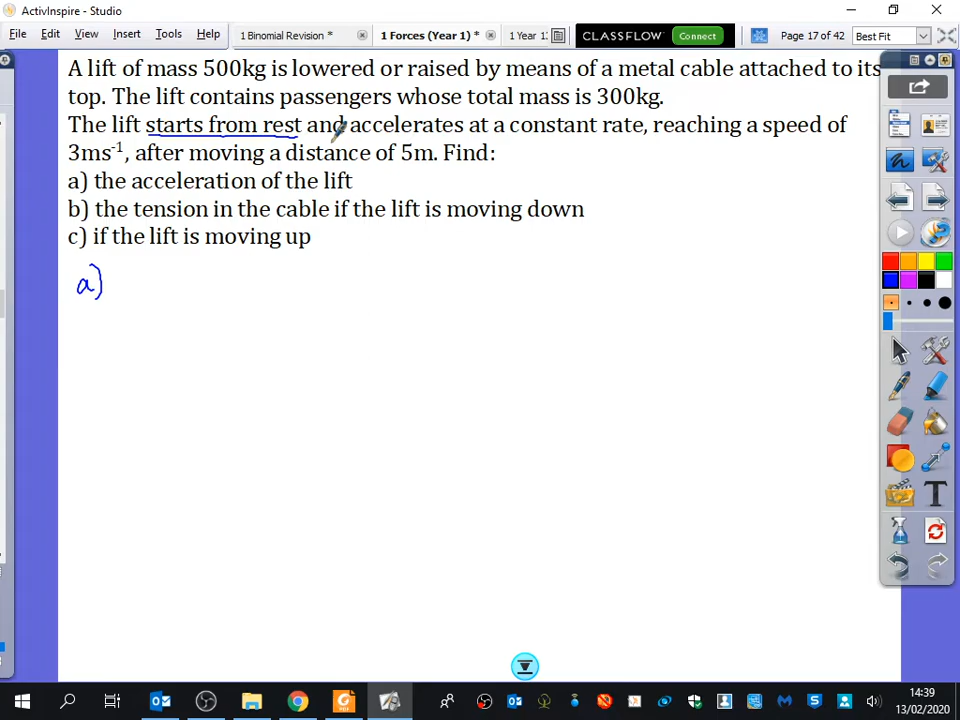 ActivInspire - Studio
File Edit View Insert Tools Help
1 Binomial Revision *
1 Forces (Year 1) *
1 Year 1
CLASSFLOW Connect
Page 17 of 42
Best Fit
A lift of mass 500kg is lowered or raised by means of a metal cable attached to its
top. The lift contains passengers whose total mass is 300kg.
The lift starts from rest and accelerates at a constant rate, reaching a speed of
3ms⁻¹, after moving a distance of 5m. Find:
a) the acceleration of the lift
b) the tension in the cable if the lift is moving down
c) if the lift is moving up
a)
14:39
13/02/2020